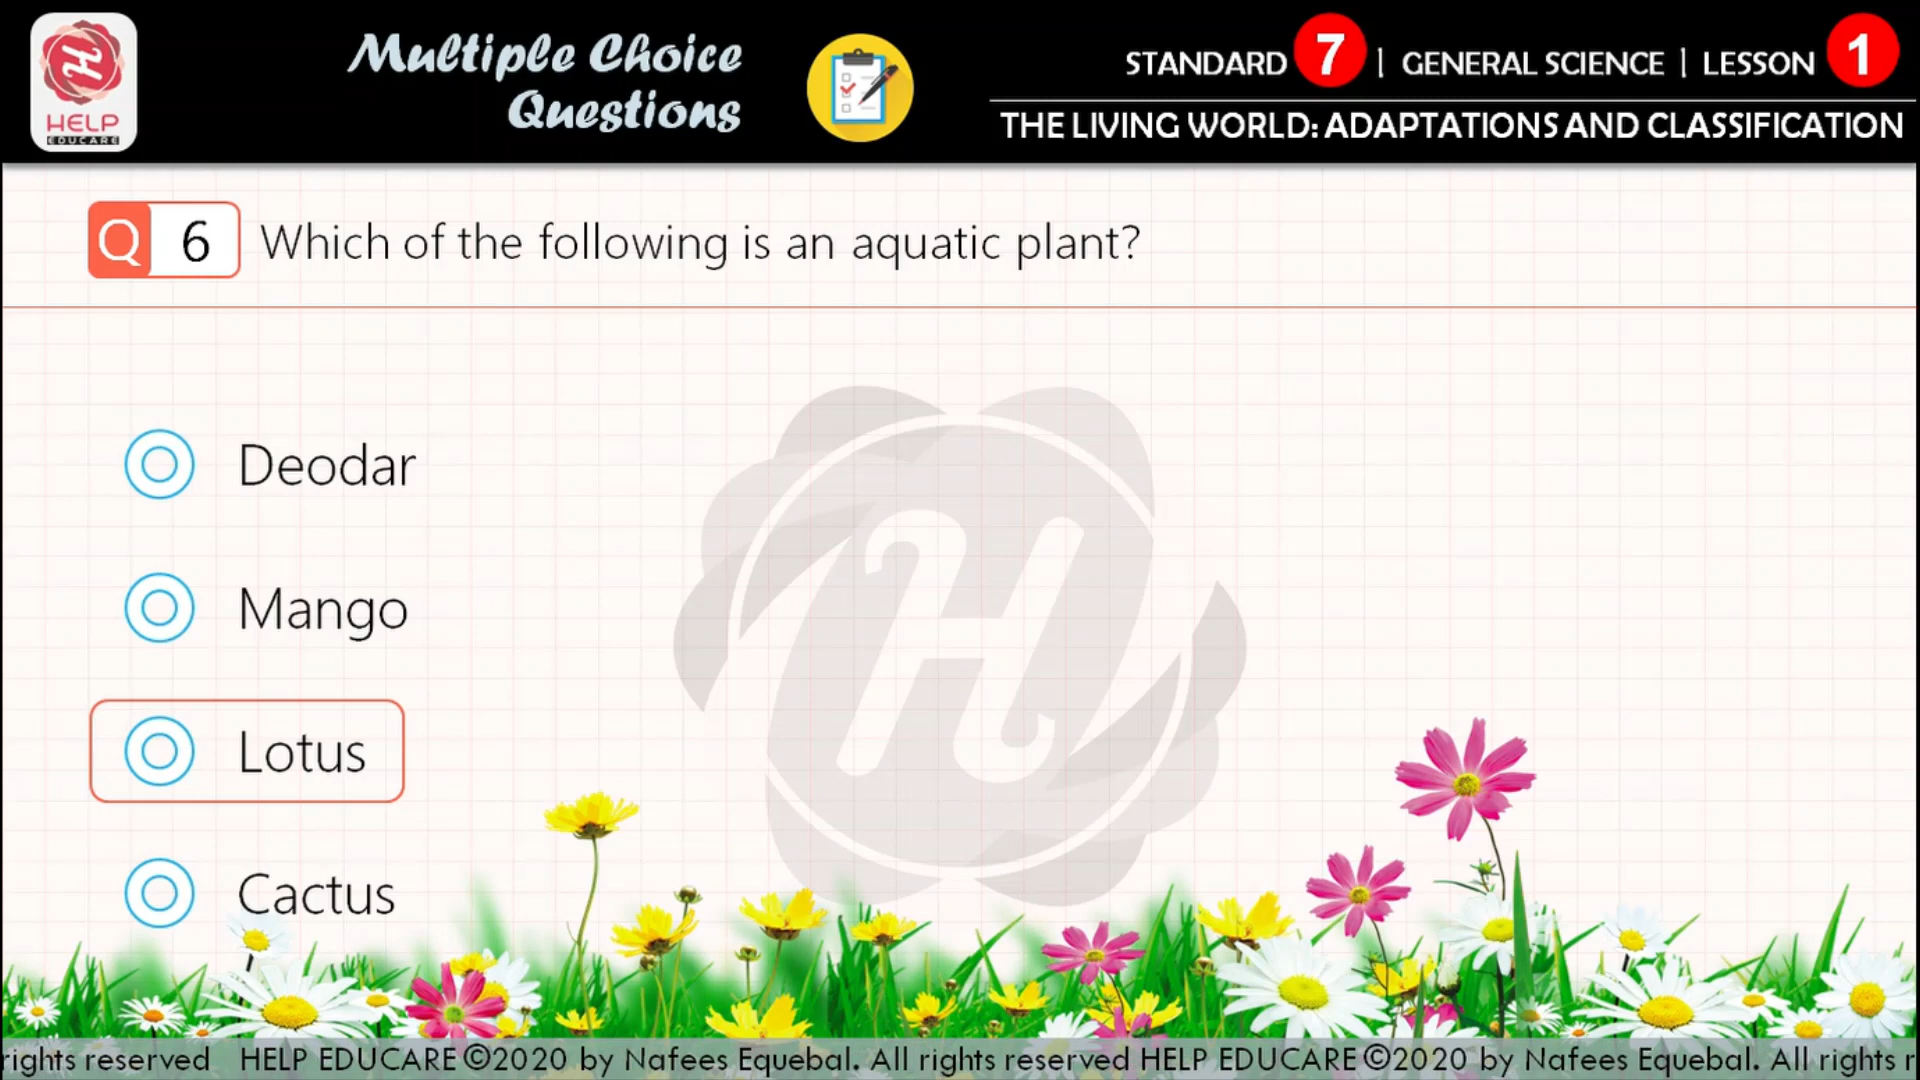 HELP
EDUCARE
Multiple Choice
Questions
STANDARD 7 | GENERAL SCIENCE | LESSON 1
THE LIVING WORLD: ADAPTATIONS AND CLASSIFICATION
Q 6 Which of the following is an aquatic plant?
Deodar
Mango
Lotus
Cactus
rights reserved HELP EDUCARE ©2020 by Nafees Equebal. All rights reserved HELP EDUCARE ©2020 by Nafees Equebal. All rights r